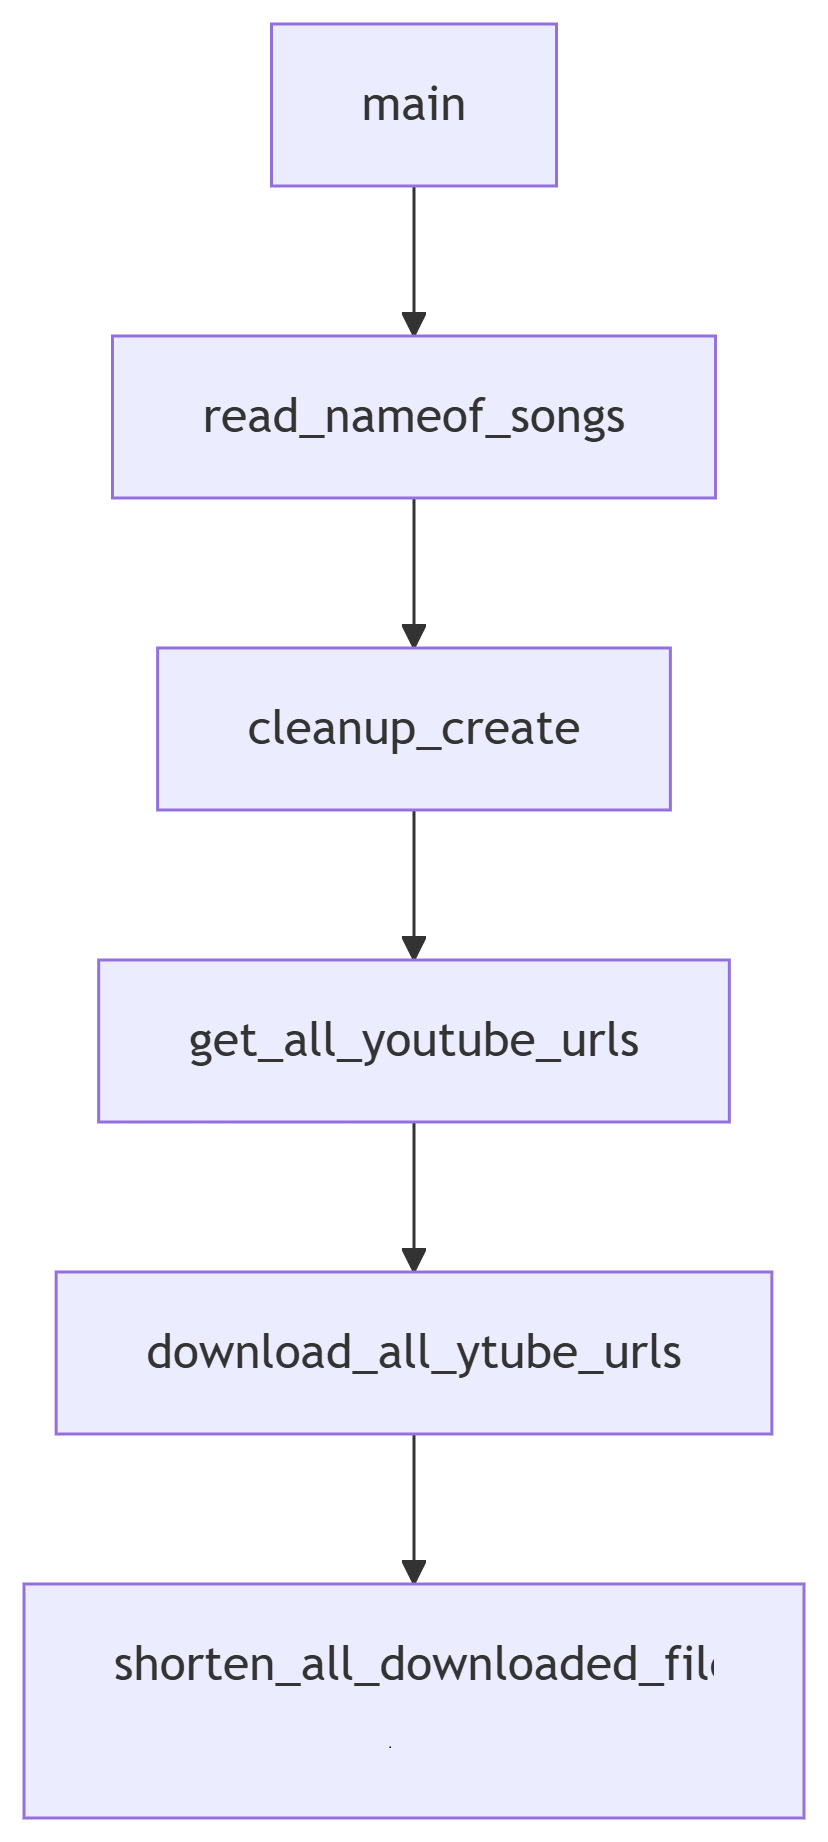 main
read_nameof_songs
cleanup_create
get_all_youtube_urls
download_all_ytube_urls
shorten_all_downloaded_fil